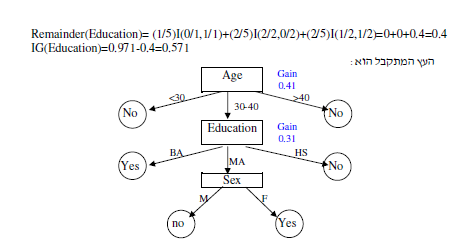 Remainder(Education)= (1/5)I(0/1,1/1)+(2/5)I(2/2,0/2)+(2/5)I(1/2,1/2)=0+0+0.4=0.4
IG(Education)=0.971-0.4=0.571
העץ המתקבל הוא :
Age
Gain
0.41
<30
30-40
>40
No
No
Education
Gain
0.31
BA
MA
HS
Yes
No
Sex
M
F
no
Yes